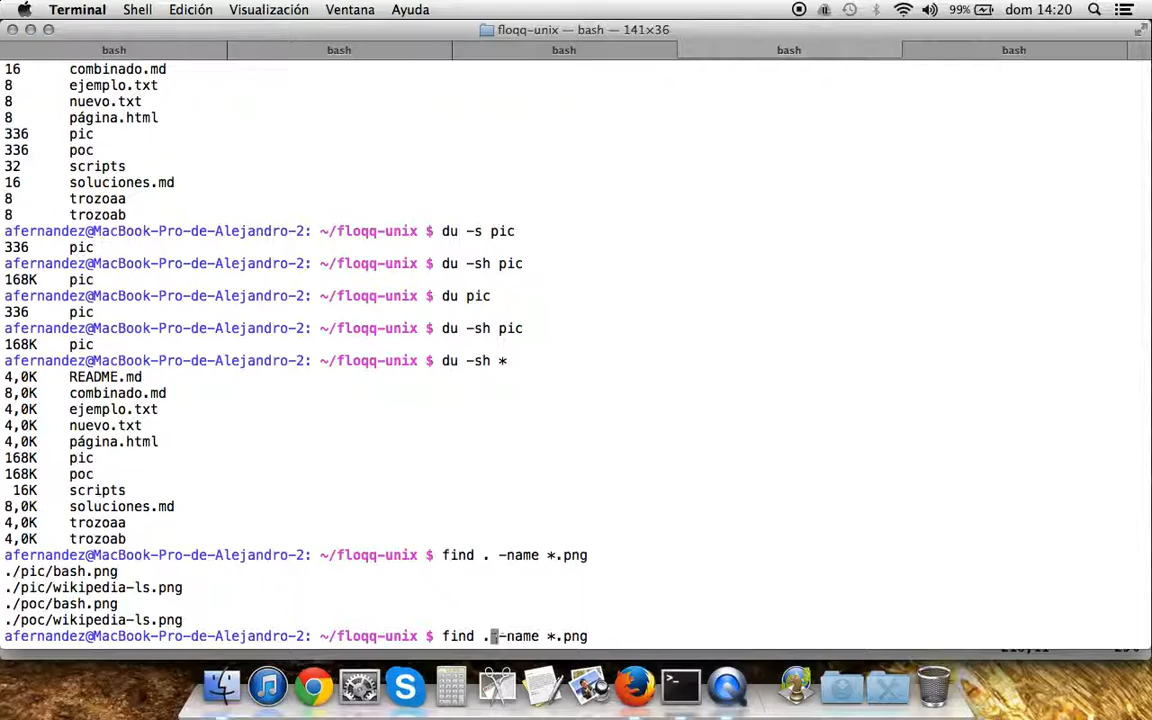 Terminal Shell Edición Visualización Ventana Ayuda 99% dom 14:20
floqq-unix — bash — 141×36
bash bash bash bash bash
16 combinado.md
8 ejemplo.txt
8 nuevo.txt
8 página.html
336 pic
336 poc
32 scripts
16 soluciones.md
8 trozoaa
8 trozoab
afernandez@MacBook-Pro-de-Alejandro-2: ~/floqq-unix $ du -s pic
336 pic
afernandez@MacBook-Pro-de-Alejandro-2: ~/floqq-unix $ du -sh pic
168K pic
afernandez@MacBook-Pro-de-Alejandro-2: ~/floqq-unix $ du pic
336 pic
afernandez@MacBook-Pro-de-Alejandro-2: ~/floqq-unix $ du -sh pic
168K pic
afernandez@MacBook-Pro-de-Alejandro-2: ~/floqq-unix $ du -sh *
4,0K README.md
8,0K combinado.md
4,0K ejemplo.txt
4,0K nuevo.txt
4,0K página.html
168K pic
168K poc
16K scripts
8,0K soluciones.md
4,0K trozoaa
4,0K trozoab
afernandez@MacBook-Pro-de-Alejandro-2: ~/floqq-unix $ find . -name *.png
./pic/bash.png
./pic/wikipedia-ls.png
./poc/bash.png
./poc/wikipedia-ls.png
afernandez@MacBook-Pro-de-Alejandro-2: ~/floqq-unix $ find . -name *.png